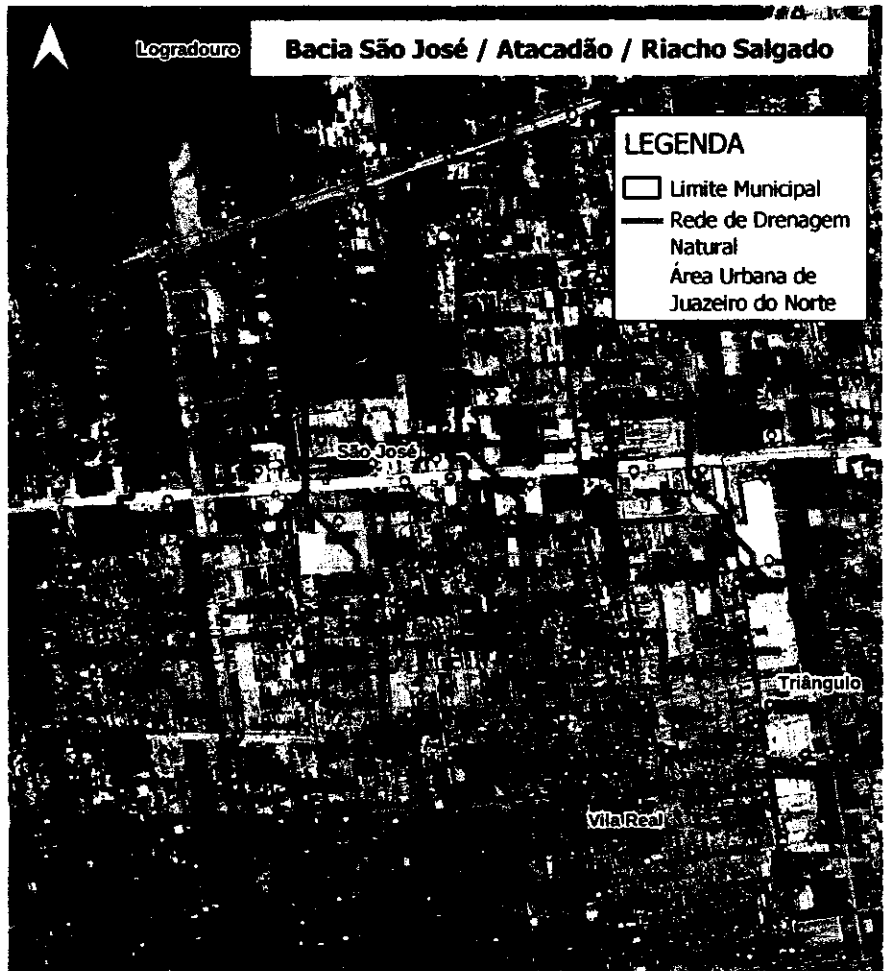 Logradouro
Bacia São José / Atacadão / Riacho Salgado
LEGENDA
Limite Municipal
Rede de Drenagem
Natural
Área Urbana de
Juazeiro do Norte
São José
Triângulo
Vila Real